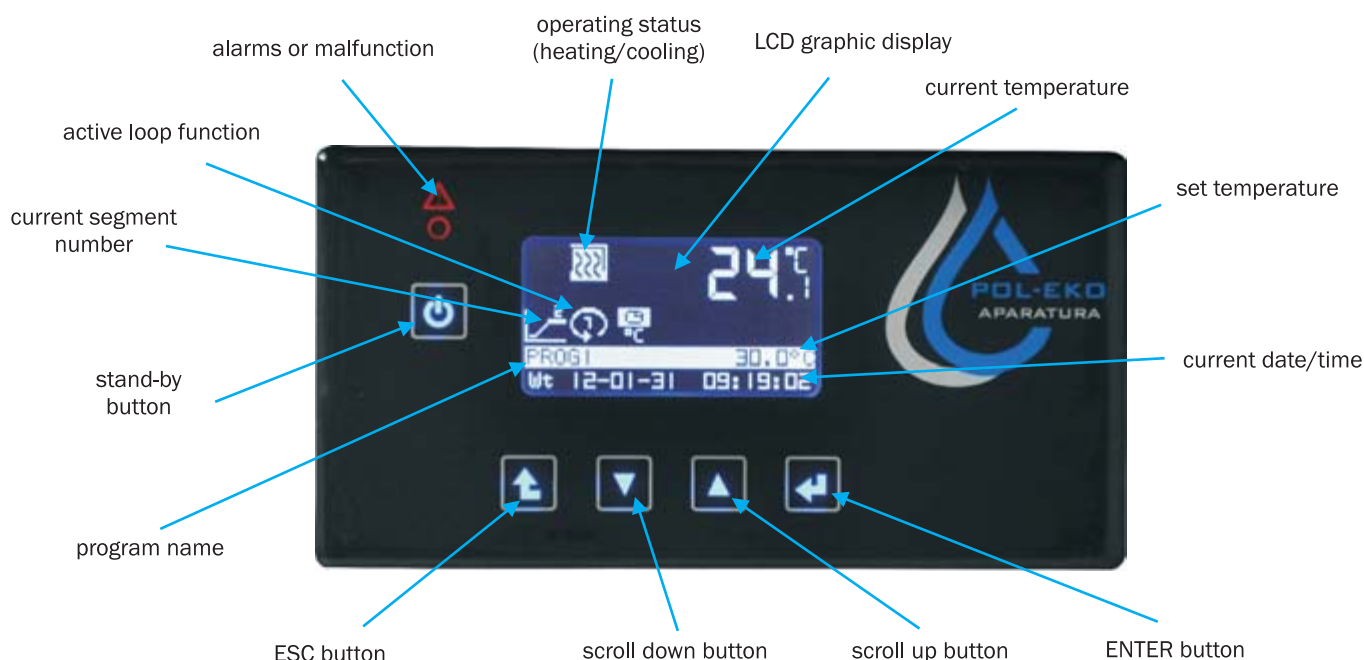 operating status
(heating/cooling)
LCD graphic display
alarms or malfunction
current temperature
active loop function
set temperature
current segment
number
24.1 °C
POL-EKO
APARATURA
°C
PROG1 30.0°C
Wt 12-01-31 09:19:02
current date/time
stand-by
button
program name
ESC button
scroll down button
scroll up button
ENTER button